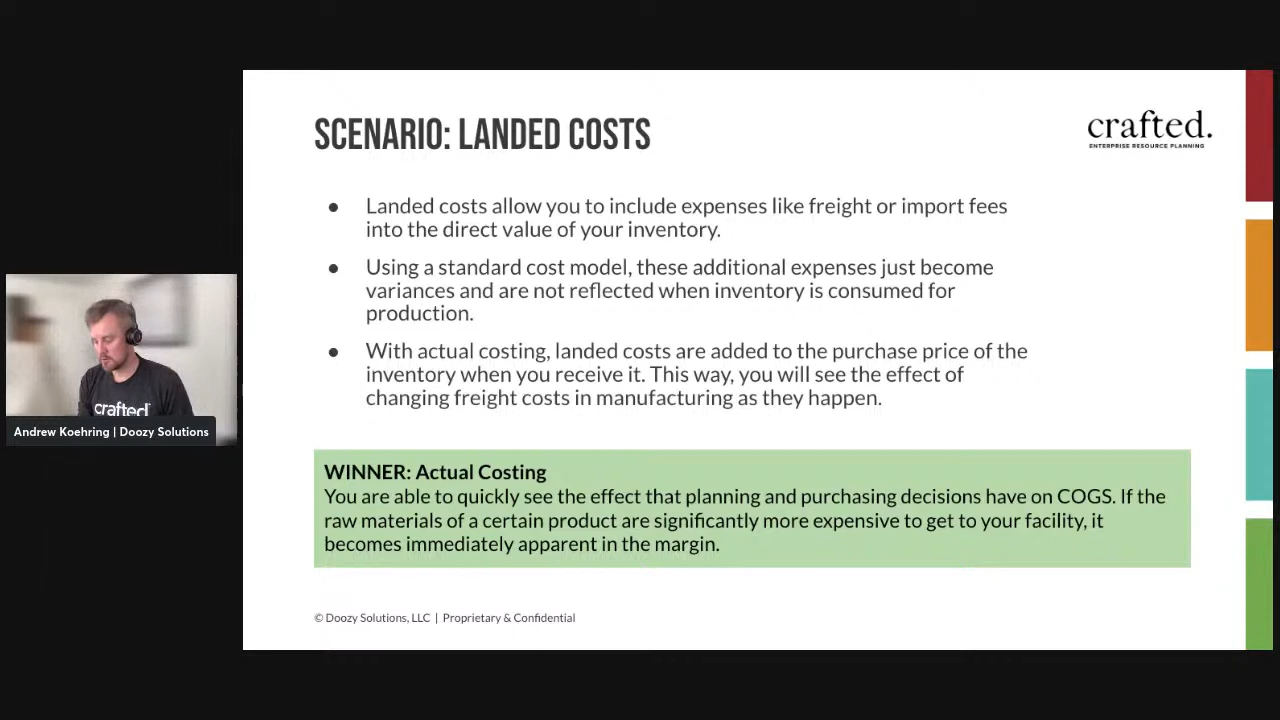 SCENARIO: LANDED COSTS
crafted.
ENTERPRISE RESOURCE PLANNING
● Landed costs allow you to include expenses like freight or import fees
into the direct value of your inventory.
● Using a standard cost model, these additional expenses just become
variances and are not reflected when inventory is consumed for
production.
● With actual costing, landed costs are added to the purchase price of the
inventory when you receive it. This way, you will see the effect of
changing freight costs in manufacturing as they happen.
crafted
Andrew Koehring | Doozy Solutions
WINNER: Actual Costing
You are able to quickly see the effect that planning and purchasing decisions have on COGS. If the
raw materials of a certain product are significantly more expensive to get to your facility, it
becomes immediately apparent in the margin.
© Doozy Solutions, LLC | Proprietary & Confidential